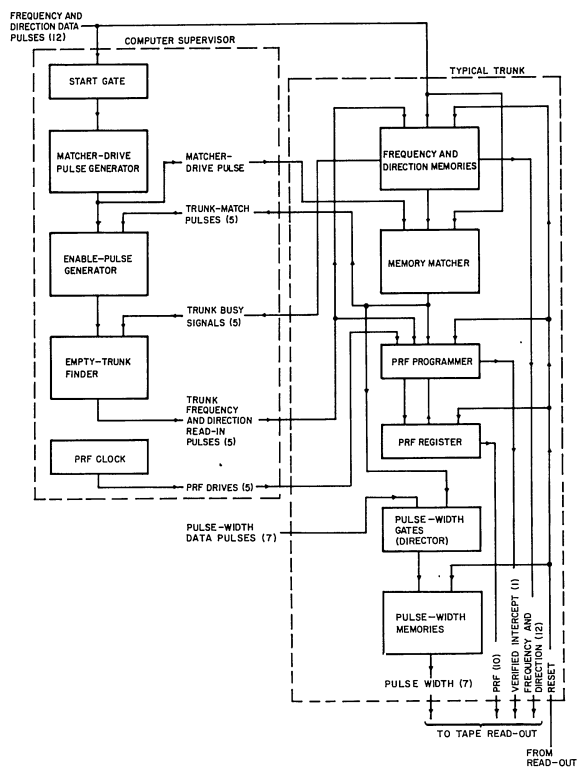 FREQUENCY AND
DIRECTION DATA
PULSES (12)
COMPUTER SUPERVISOR
START GATE
MATCHER-DRIVE
PULSE GENERATOR
ENABLE-PULSE
GENERATOR
EMPTY-TRUNK
FINDER
PRF CLOCK
MATCHER-
DRIVE PULSE
TRUNK-MATCH
PULSES (5)
TRUNK BUSY
SIGNALS (5)
TRUNK
FREQUENCY
AND DIRECTION
READ-IN
PULSES (5)
PRF DRIVES (5)
PULSE-WIDTH
DATA PULSES (7)
TYPICAL TRUNK
FREQUENCY AND
DIRECTION MEMORIES
MEMORY MATCHER
PRF PROGRAMMER
PRF REGISTER
PULSE-WIDTH
GATES
(DIRECTOR)
PULSE-WIDTH
MEMORIES
PULSE WIDTH (7)
PRF (10)
VERIFIED INTERCEPT (1)
FREQUENCY AND
DIRECTION (12)
RESET
TO TAPE READ-OUT
FROM
READ-OUT